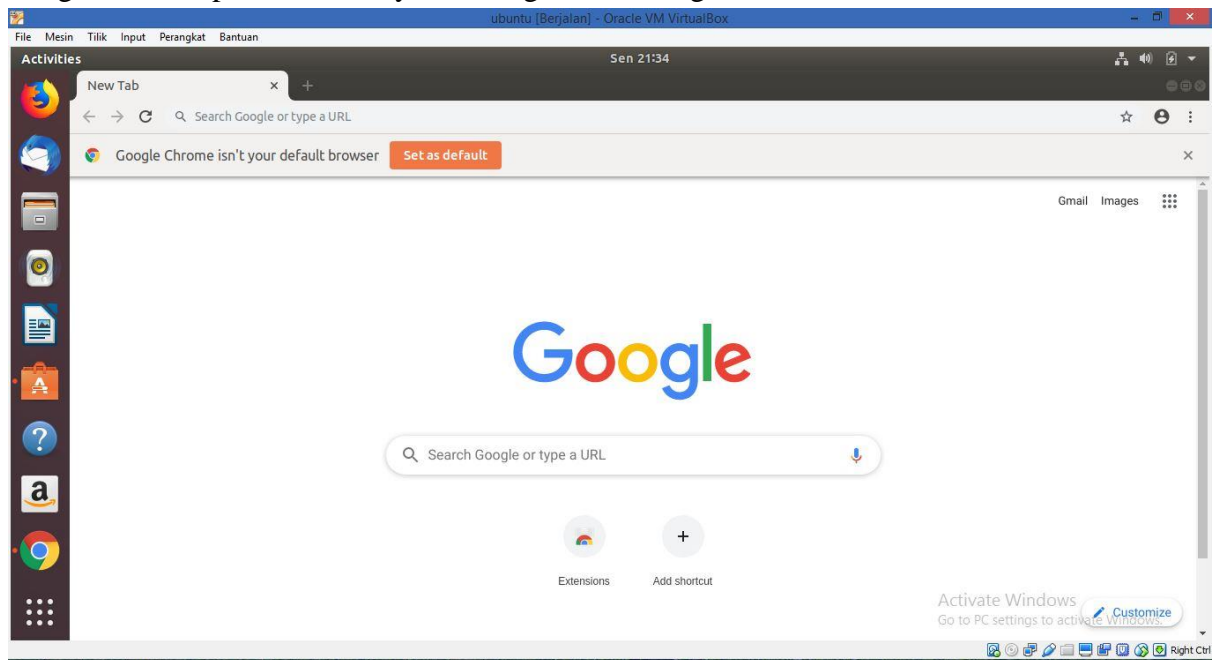 ubuntu [Berjalan] - Oracle VM VirtualBox
File Mesin Tilik Input Perangkat Bantuan
Activities Sen 21:34
New Tab
Search Google or type a URL
Google Chrome isn't your default browser Set as default
Gmail Images
Google
Search Google or type a URL
a
Extensions Add shortcut
Activate Windows
Go to PC settings to activate Windows.
Customize
Right Ctrl